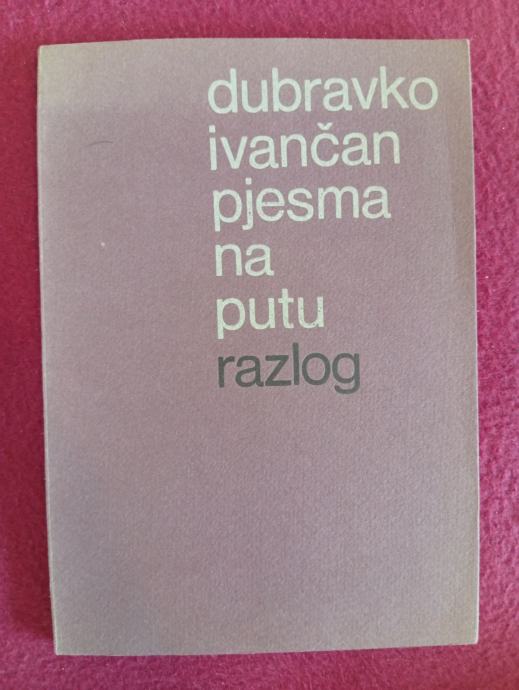 dubravko
ivančan
pjesma
na
putu
razlog